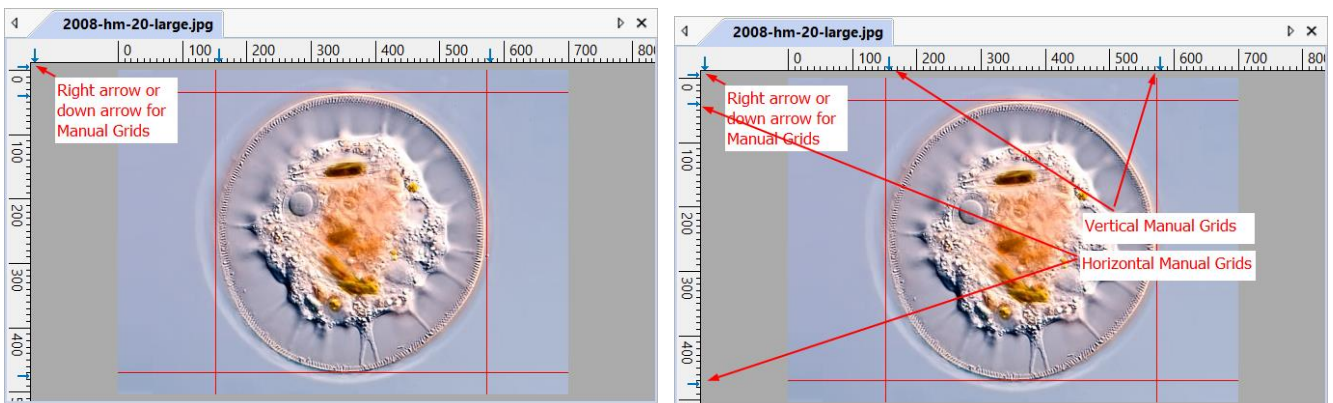 2008-hm-20-large.jpg
0 100 200 300 400 500 600 700 80
Right arrow or
down arrow for
Manual Grids
0
100
200
300
400
5
2008-hm-20-large.jpg
0 100 200 300 400 500 600 700 80
Right arrow or
down arrow for
Manual Grids
0
100
200
300
400
Vertical Manual Grids
Horizontal Manual Grids